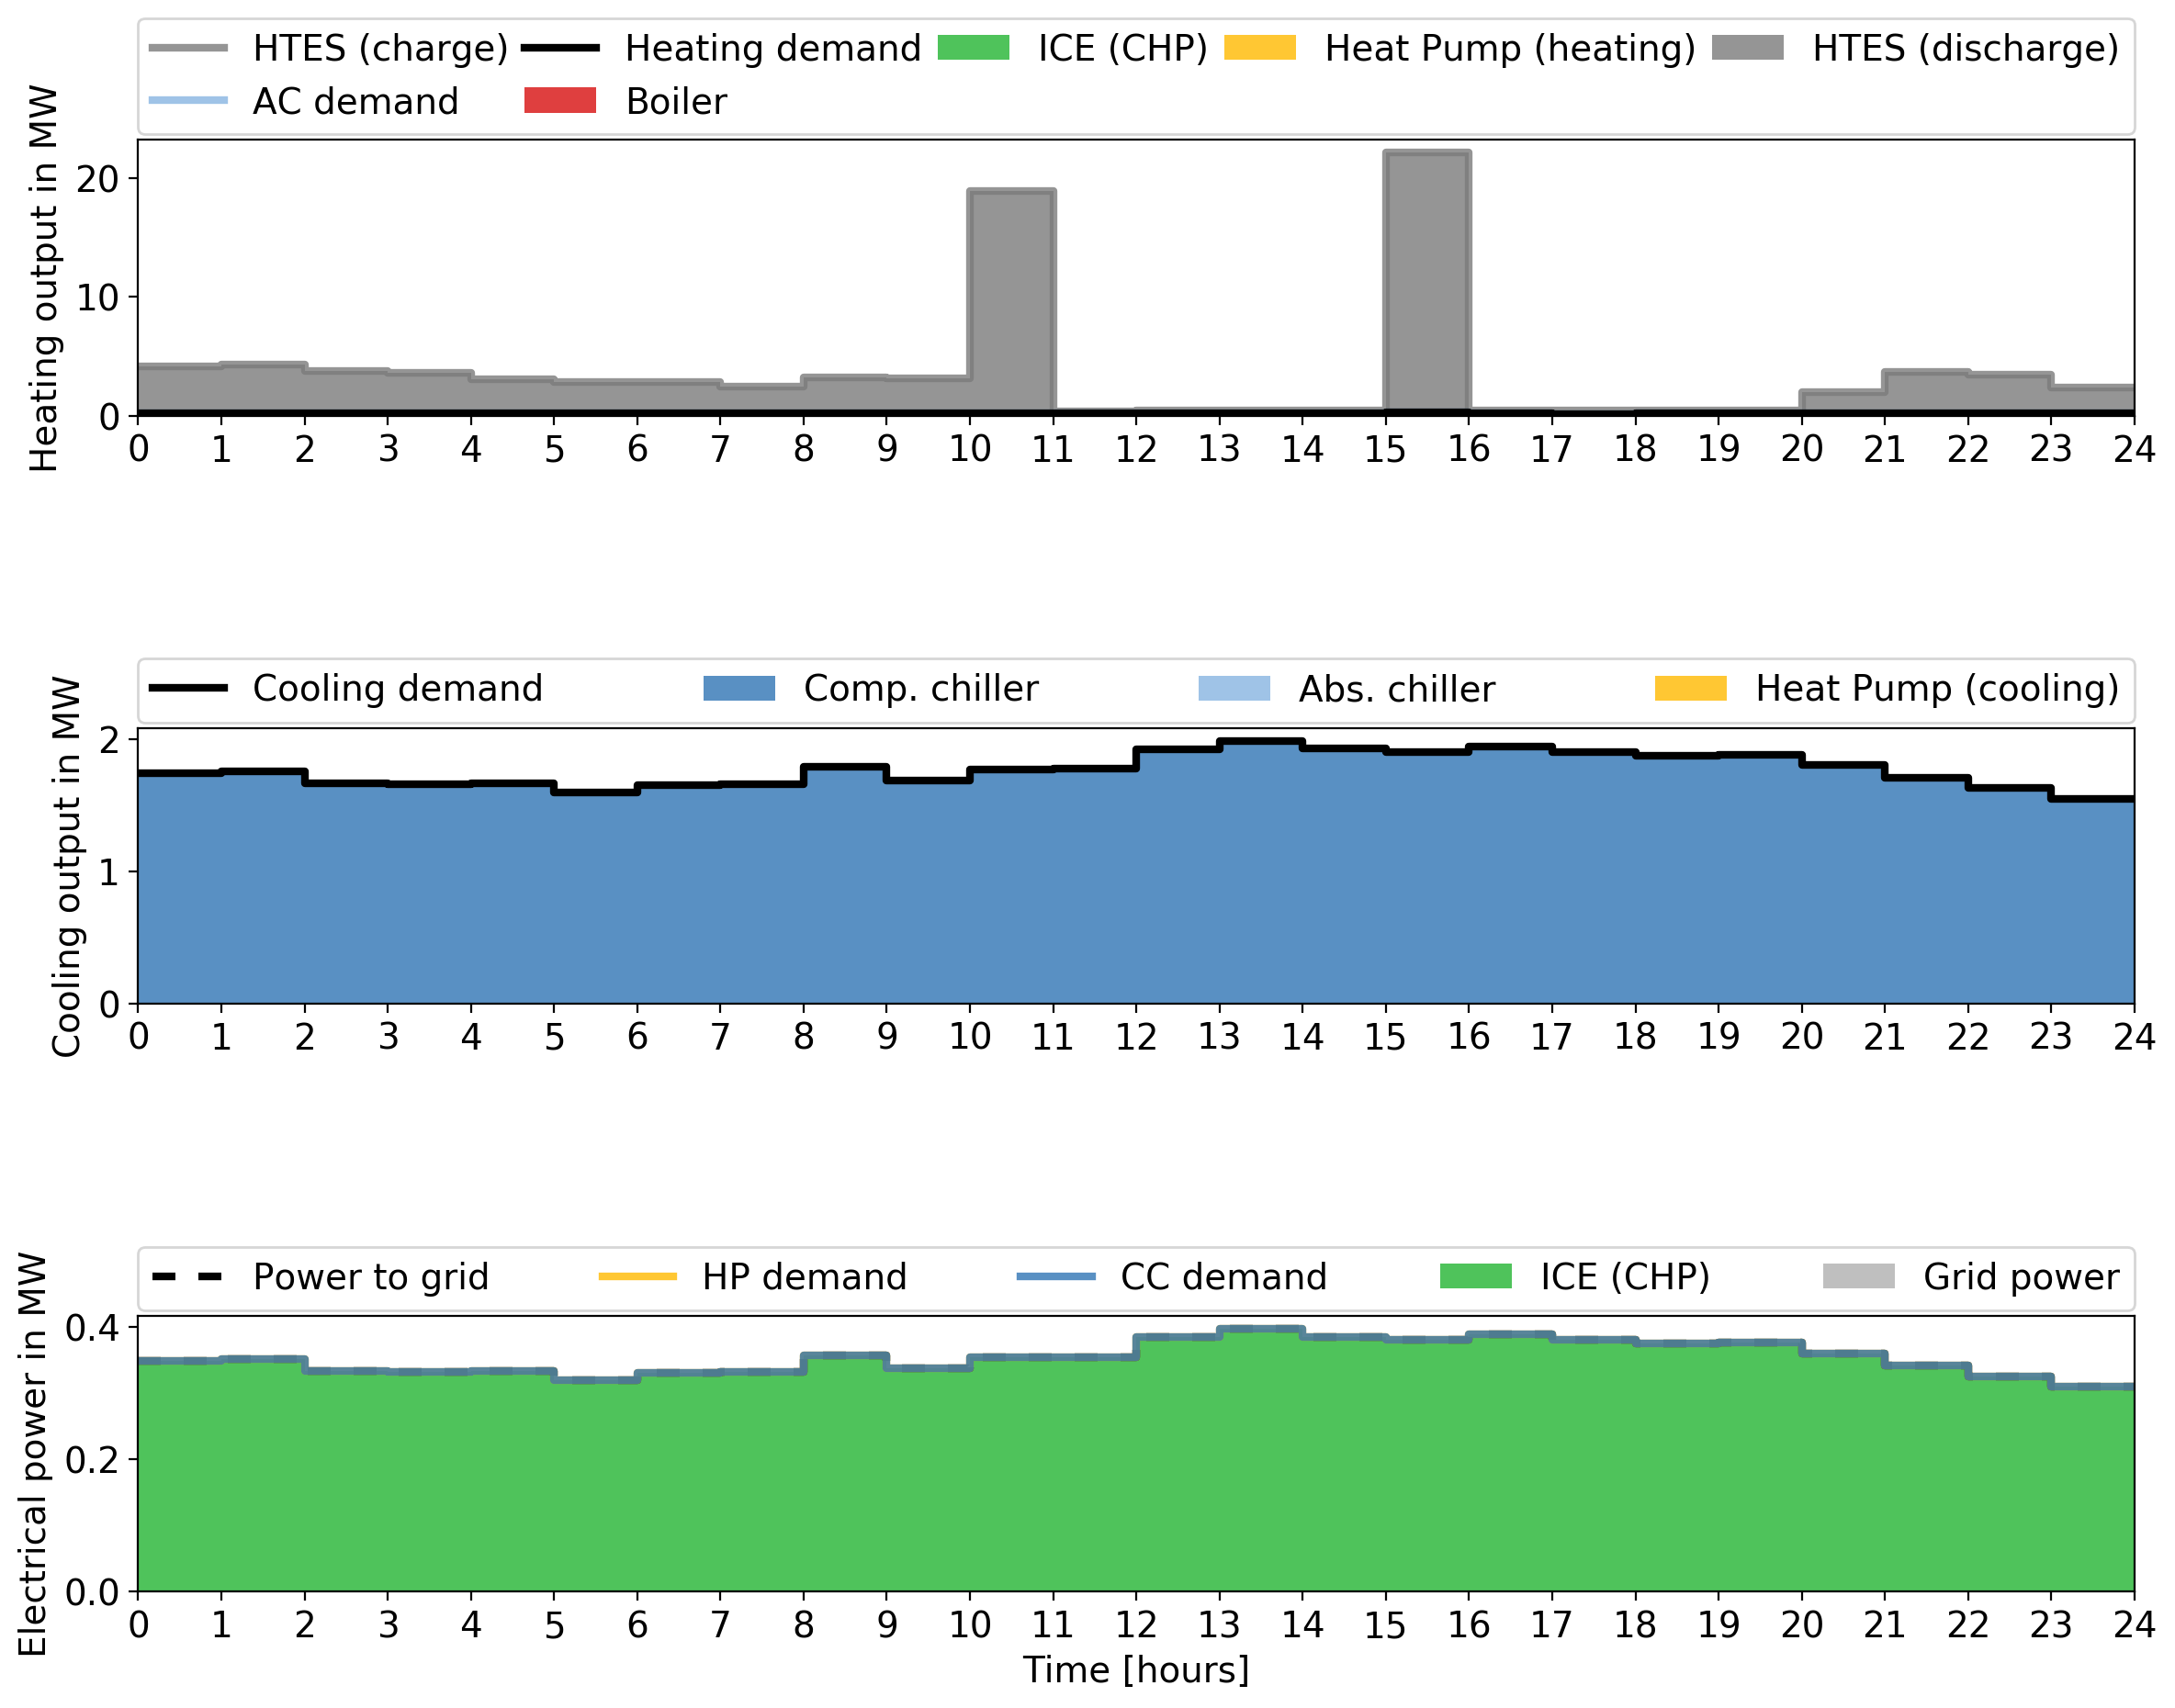 HTES (charge) Heating demand ICE (CHP) Heat Pump (heating) HTES (discharge)
AC demand Boiler
Heating output in MW
20
10
0
0 1 2 3 4 5 6 7 8 9 10 11 12 13 14 15 16 17 18 19 20 21 22 23 24
Cooling demand Comp. chiller Abs. chiller Heat Pump (cooling)
Cooling output in MW
2
1
0
0 1 2 3 4 5 6 7 8 9 10 11 12 13 14 15 16 17 18 19 20 21 22 23 24
Power to grid HP demand CC demand ICE (CHP) Grid power
Electrical power in MW
0.4
0.2
0.0
0 1 2 3 4 5 6 7 8 9 10 11 12 13 14 15 16 17 18 19 20 21 22 23 24
Time [hours]